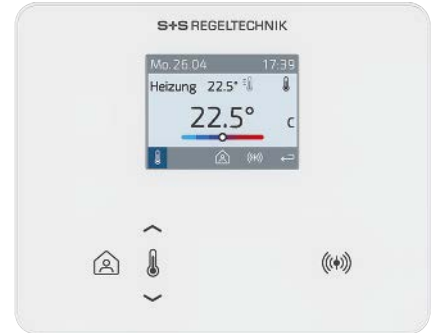 S+S REGELTECHNIK
Mo.26.04 17:39
Heizung 22.5°
22.5° C